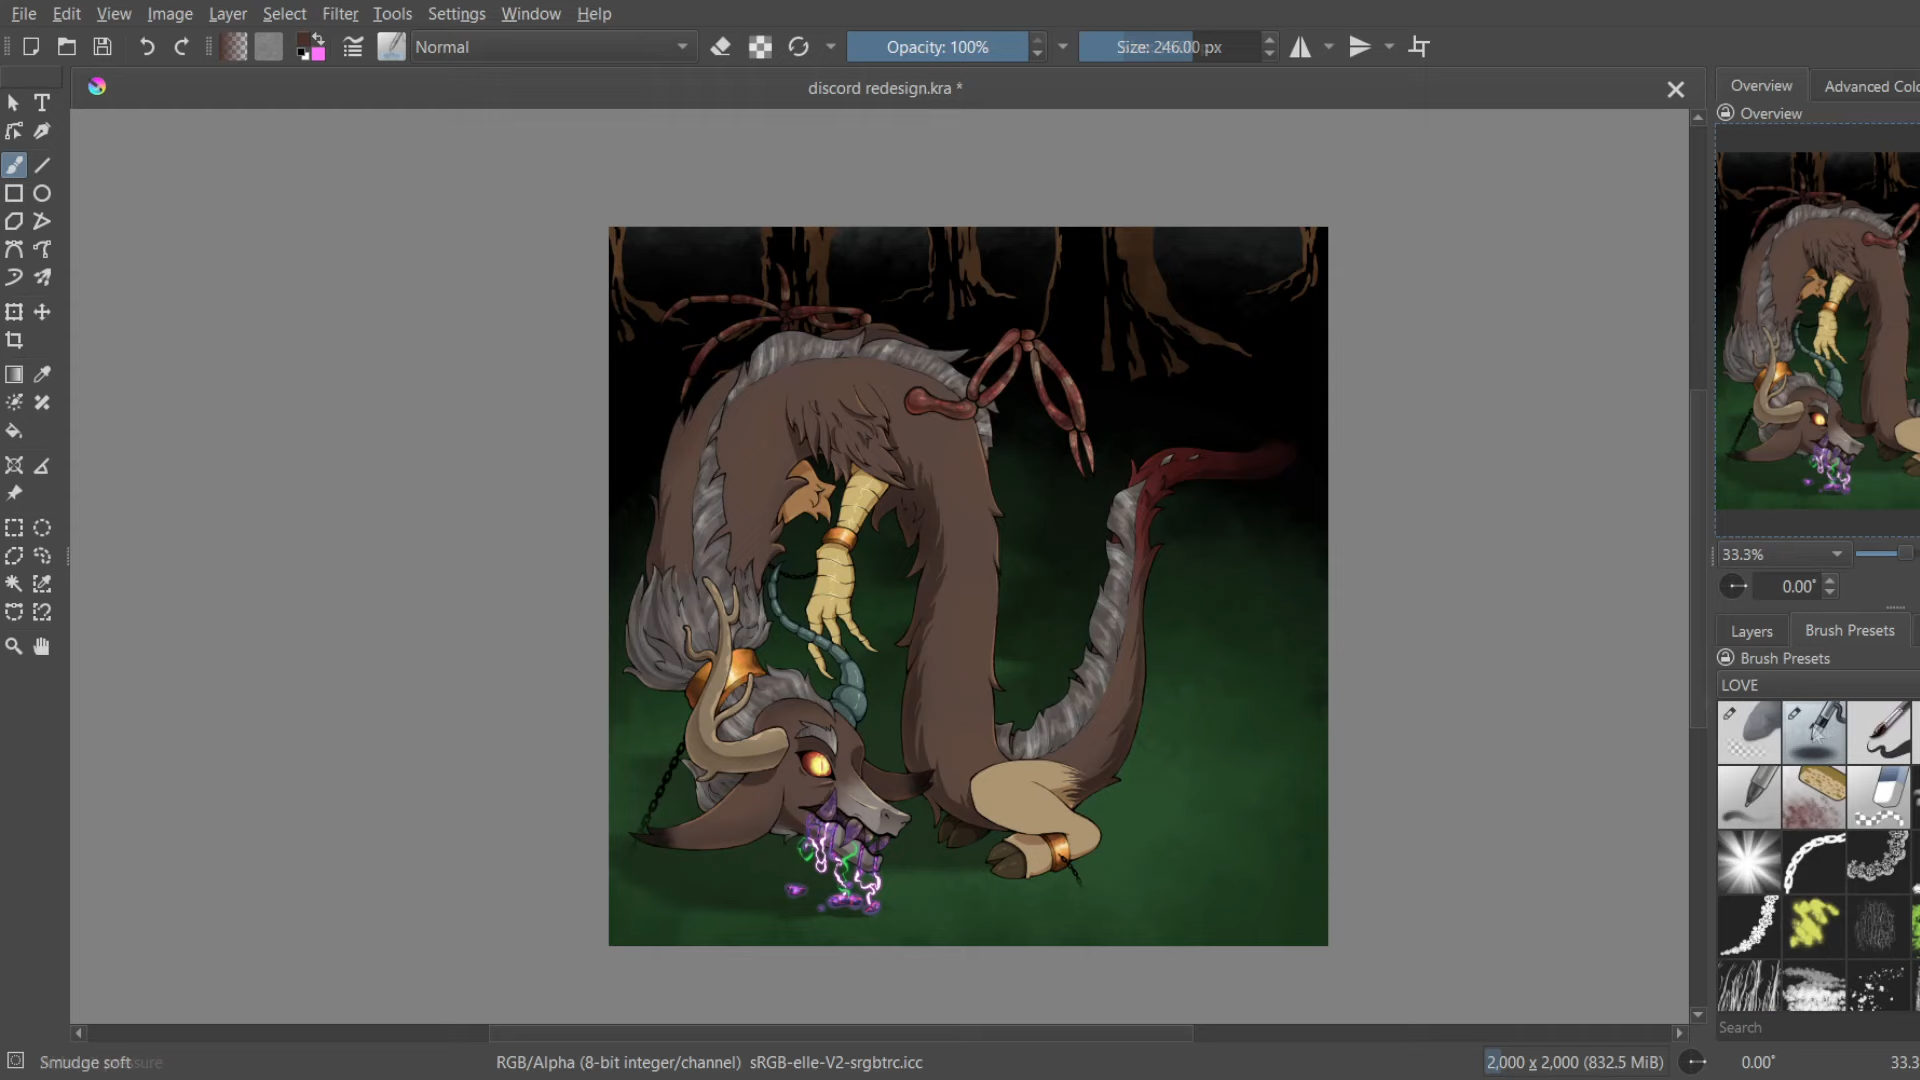 File Edit View Image Layer Select Filter Tools Settings Window Help
Normal Opacity: 100% Size: 246.00 px
discord redesign.kra *
Overview Advanced Colo
Overview
33.3%
0.00°
Layers Brush Presets
Brush Presets
LOVE
Search
Smudge soft RGB/Alpha (8-bit integer/channel) sRGB-elle-V2-srgbtrc.icc 2,000 x 2,000 (832.5 MiB) 0.00° 33.3